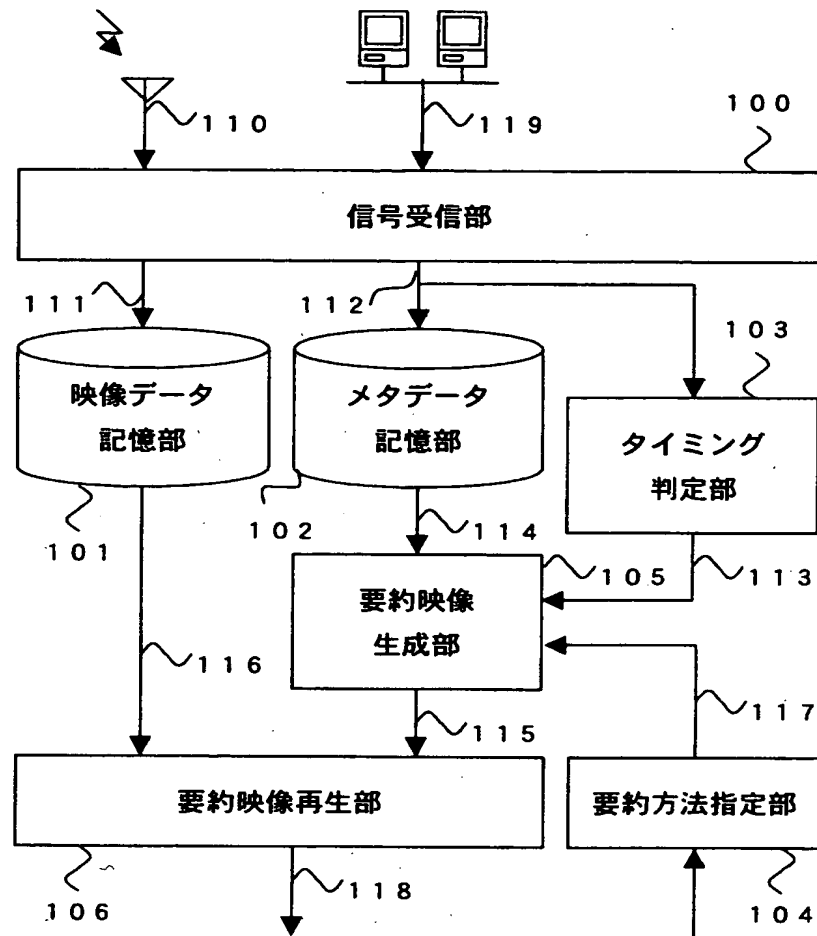 110
119
100
信号受信部
111
112
103
映像データ
記憶部
メタデータ
記憶部
タイミング
判定部
101
102
114
105
113
要約映像
生成部
116
115
117
要約映像再生部
要約方法指定部
106
118
104